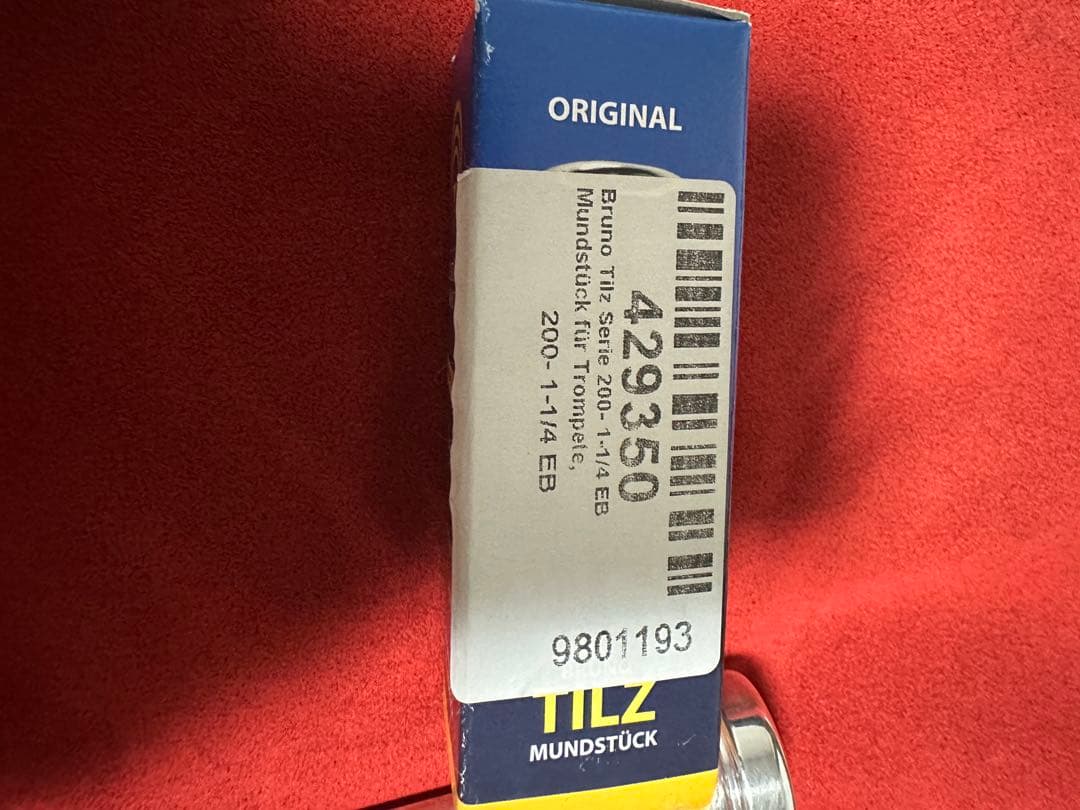 ORIGINAL
429350
Bruno Tilz Serie 200- 1-1/4 EB
Mundstück für Trompete,
200- 1-1/4 EB
9801193
TILZ
MUNDSTÜCK